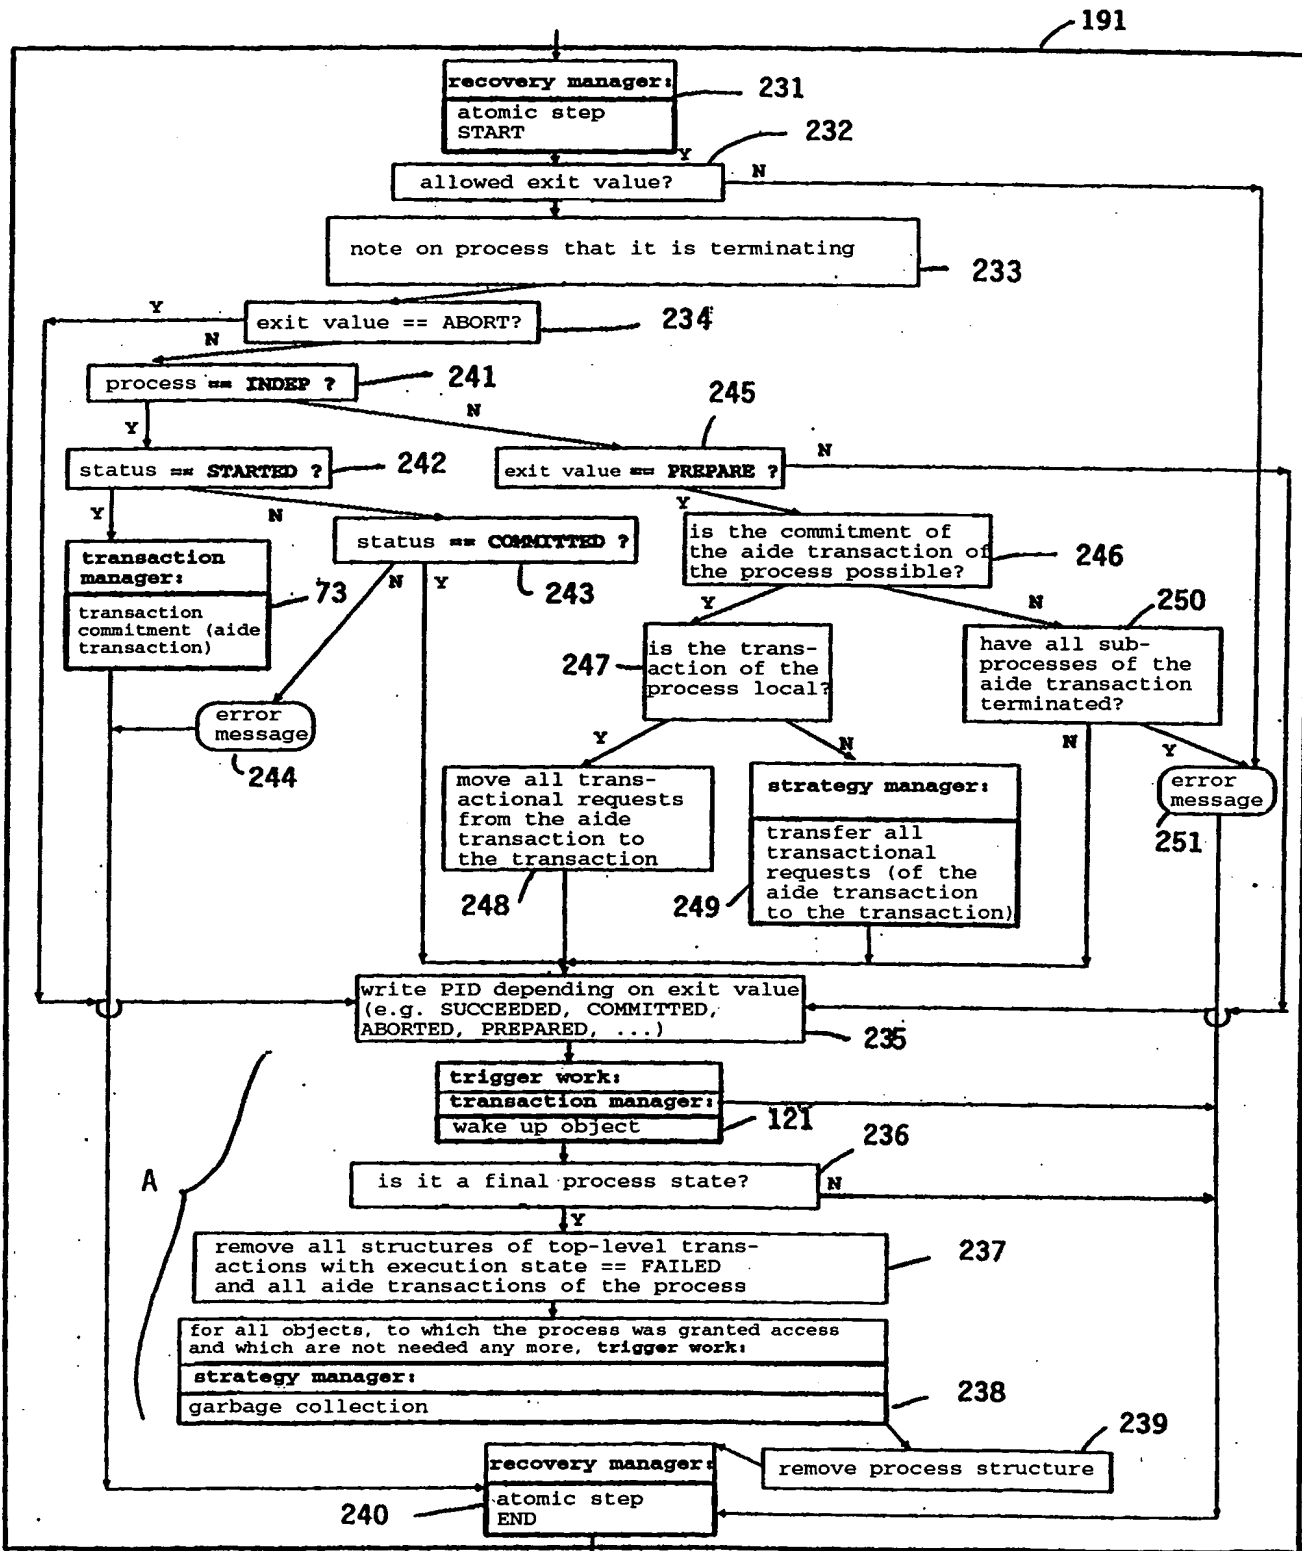 191
recovery manager:
231
atomic step
START
232
Y
allowed exit value?
N
note on process that it is terminating
233
Y
exit value == ABORT?
234
N
process == INDEP ?
241
245
N
Y
status == STARTED ?
242
exit value == PREPARE ?
N
Y
N
Y
status == COMMITTED ?
is the commitment of
the aide transaction of
the process possible?
246
transaction
manager:
73
N
Y
243
transaction
commitment (aide
transaction)
Y
N
250
247
is the trans-
action of the
process local?
have all sub-
processes of the
aide transaction
terminated?
error
message
244
Y
N
N
Y
move all trans-
actional requests
from the aide
transaction to
the transaction
strategy manager:
error
message
251
transfer all
transactional
requests (of the
aide transaction
to the transaction)
248
249
write PID depending on exit value
(e.g. SUCCEEDED, COMMITTED,
ABORTED, PREPARED, ...)
235
trigger work:
transaction manager:
wake up object
121
236
A
is it a final process state?
N
Y
remove all structures of top-level trans-
actions with execution state == FAILED
and all aide transactions of the process
237
for all objects, to which the process was granted access
and which are not needed any more, trigger work:
strategy manager:
garbage collection
238
239
recovery manager:
remove process structure
atomic step
END
240